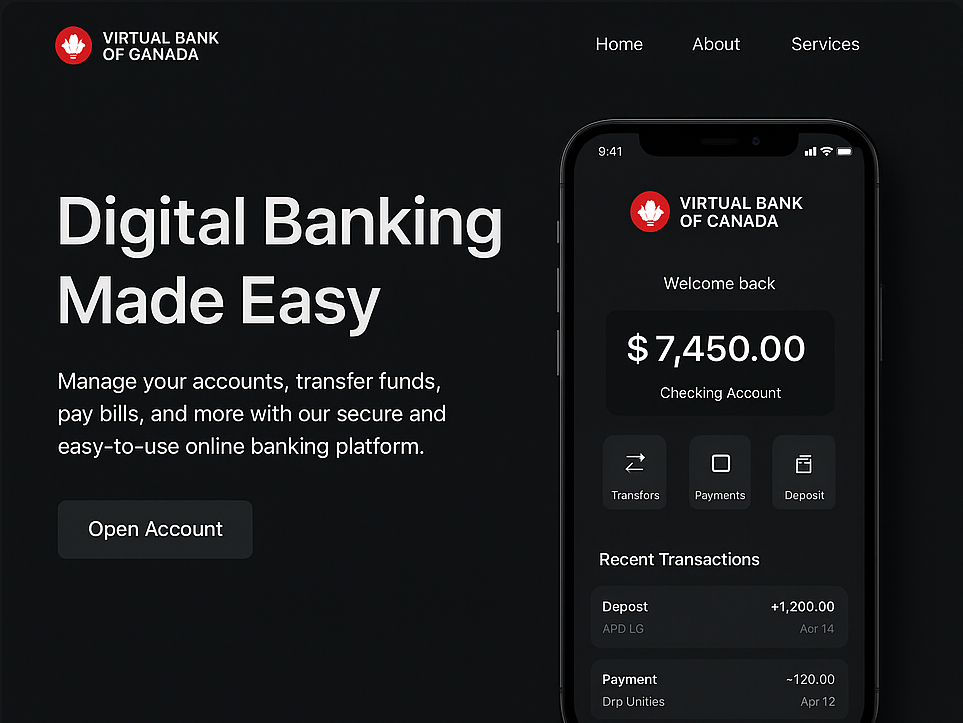 VIRTUAL BANK
OF GANADA
Home About Services
Digital Banking
Made Easy
Manage your accounts, transfer funds,
pay bills, and more with our secure and
easy-to-use online banking platform.
Open Account
9:41
VIRTUAL BANK
OF CANADA
Welcome back
$7,450.00
Checking Account
Transfors Payments Deposit
Recent Transactions
Depost +1,200.00
APD LG Aor 14
Payment ~120.00
Drp Unities Apr 12